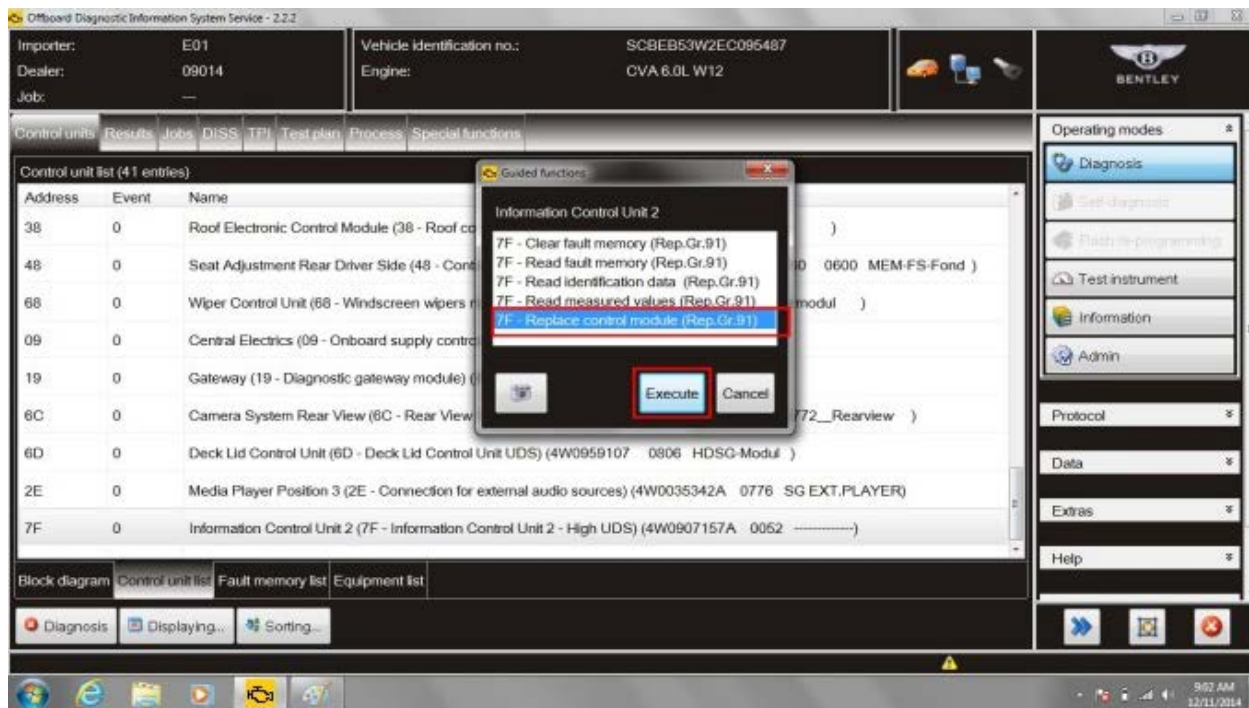 Offboard Diagnostic Information System Service - 2.2.2
Importer: E01
Dealer: 09014
Job: ---
Vehicle identification no.: SCBEB53W2EC095487
Engine: CVA 6.0L W12
BENTLEY
Control units Results Jobs DISS TPI Test plan Process Special functions
Control unit list (41 entries)
Address Event Name
38 0 Roof Electronic Control Module (38 - Roof co )
48 0 Seat Adjustment Rear Driver Side (48 - Cont 0600 MEM-FS-Fond )
68 0 Wiper Control Unit (68 - Windscreen wipers modul )
09 0 Central Electrics (09 - Onboard supply contro
19 0 Gateway (19 - Diagnostic gateway module) (
6C 0 Camera System Rear View (6C - Rear View 772__Rearview )
6D 0 Deck Lid Control Unit (6D - Deck Lid Control Unit UDS) (4W0959107 0806 HDSG-Modul )
2E 0 Media Player Position 3 (2E - Connection for external audio sources) (4W0035342A 0776 SG EXT.PLAYER)
7F 0 Information Control Unit 2 (7F - Information Control Unit 2 - High UDS) (4W0907157A 0052 -------------)
Guided functions
Information Control Unit 2
7F - Clear fault memory (Rep.Gr.91)
7F - Read fault memory (Rep.Gr.91)
7F - Read identification data (Rep.Gr.91)
7F - Read measured values (Rep.Gr.91)
7F - Replace control module (Rep.Gr.91)
Execute Cancel
Block diagram Control unit list Fault memory list Equipment list
Diagnosis Displaying... Sorting...
Operating modes
Diagnosis
Self-diagnosis
Flash re-programming
Test instrument
Information
Admin
Protocol
Data
Extras
Help
9:02 AM
12/11/2014